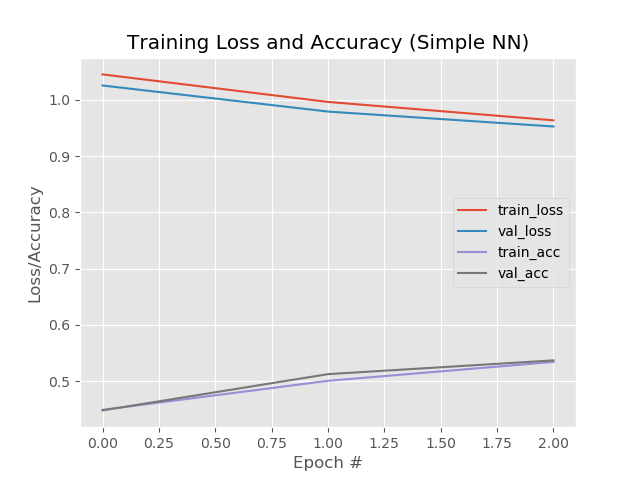 Training Loss and Accuracy (Simple NN)
Loss/Accuracy
1.0
0.9
0.8
0.7
0.6
0.5
train_loss
val_loss
train_acc
val_acc
0.00 0.25 0.50 0.75 1.00 1.25 1.50 1.75 2.00
Epoch #